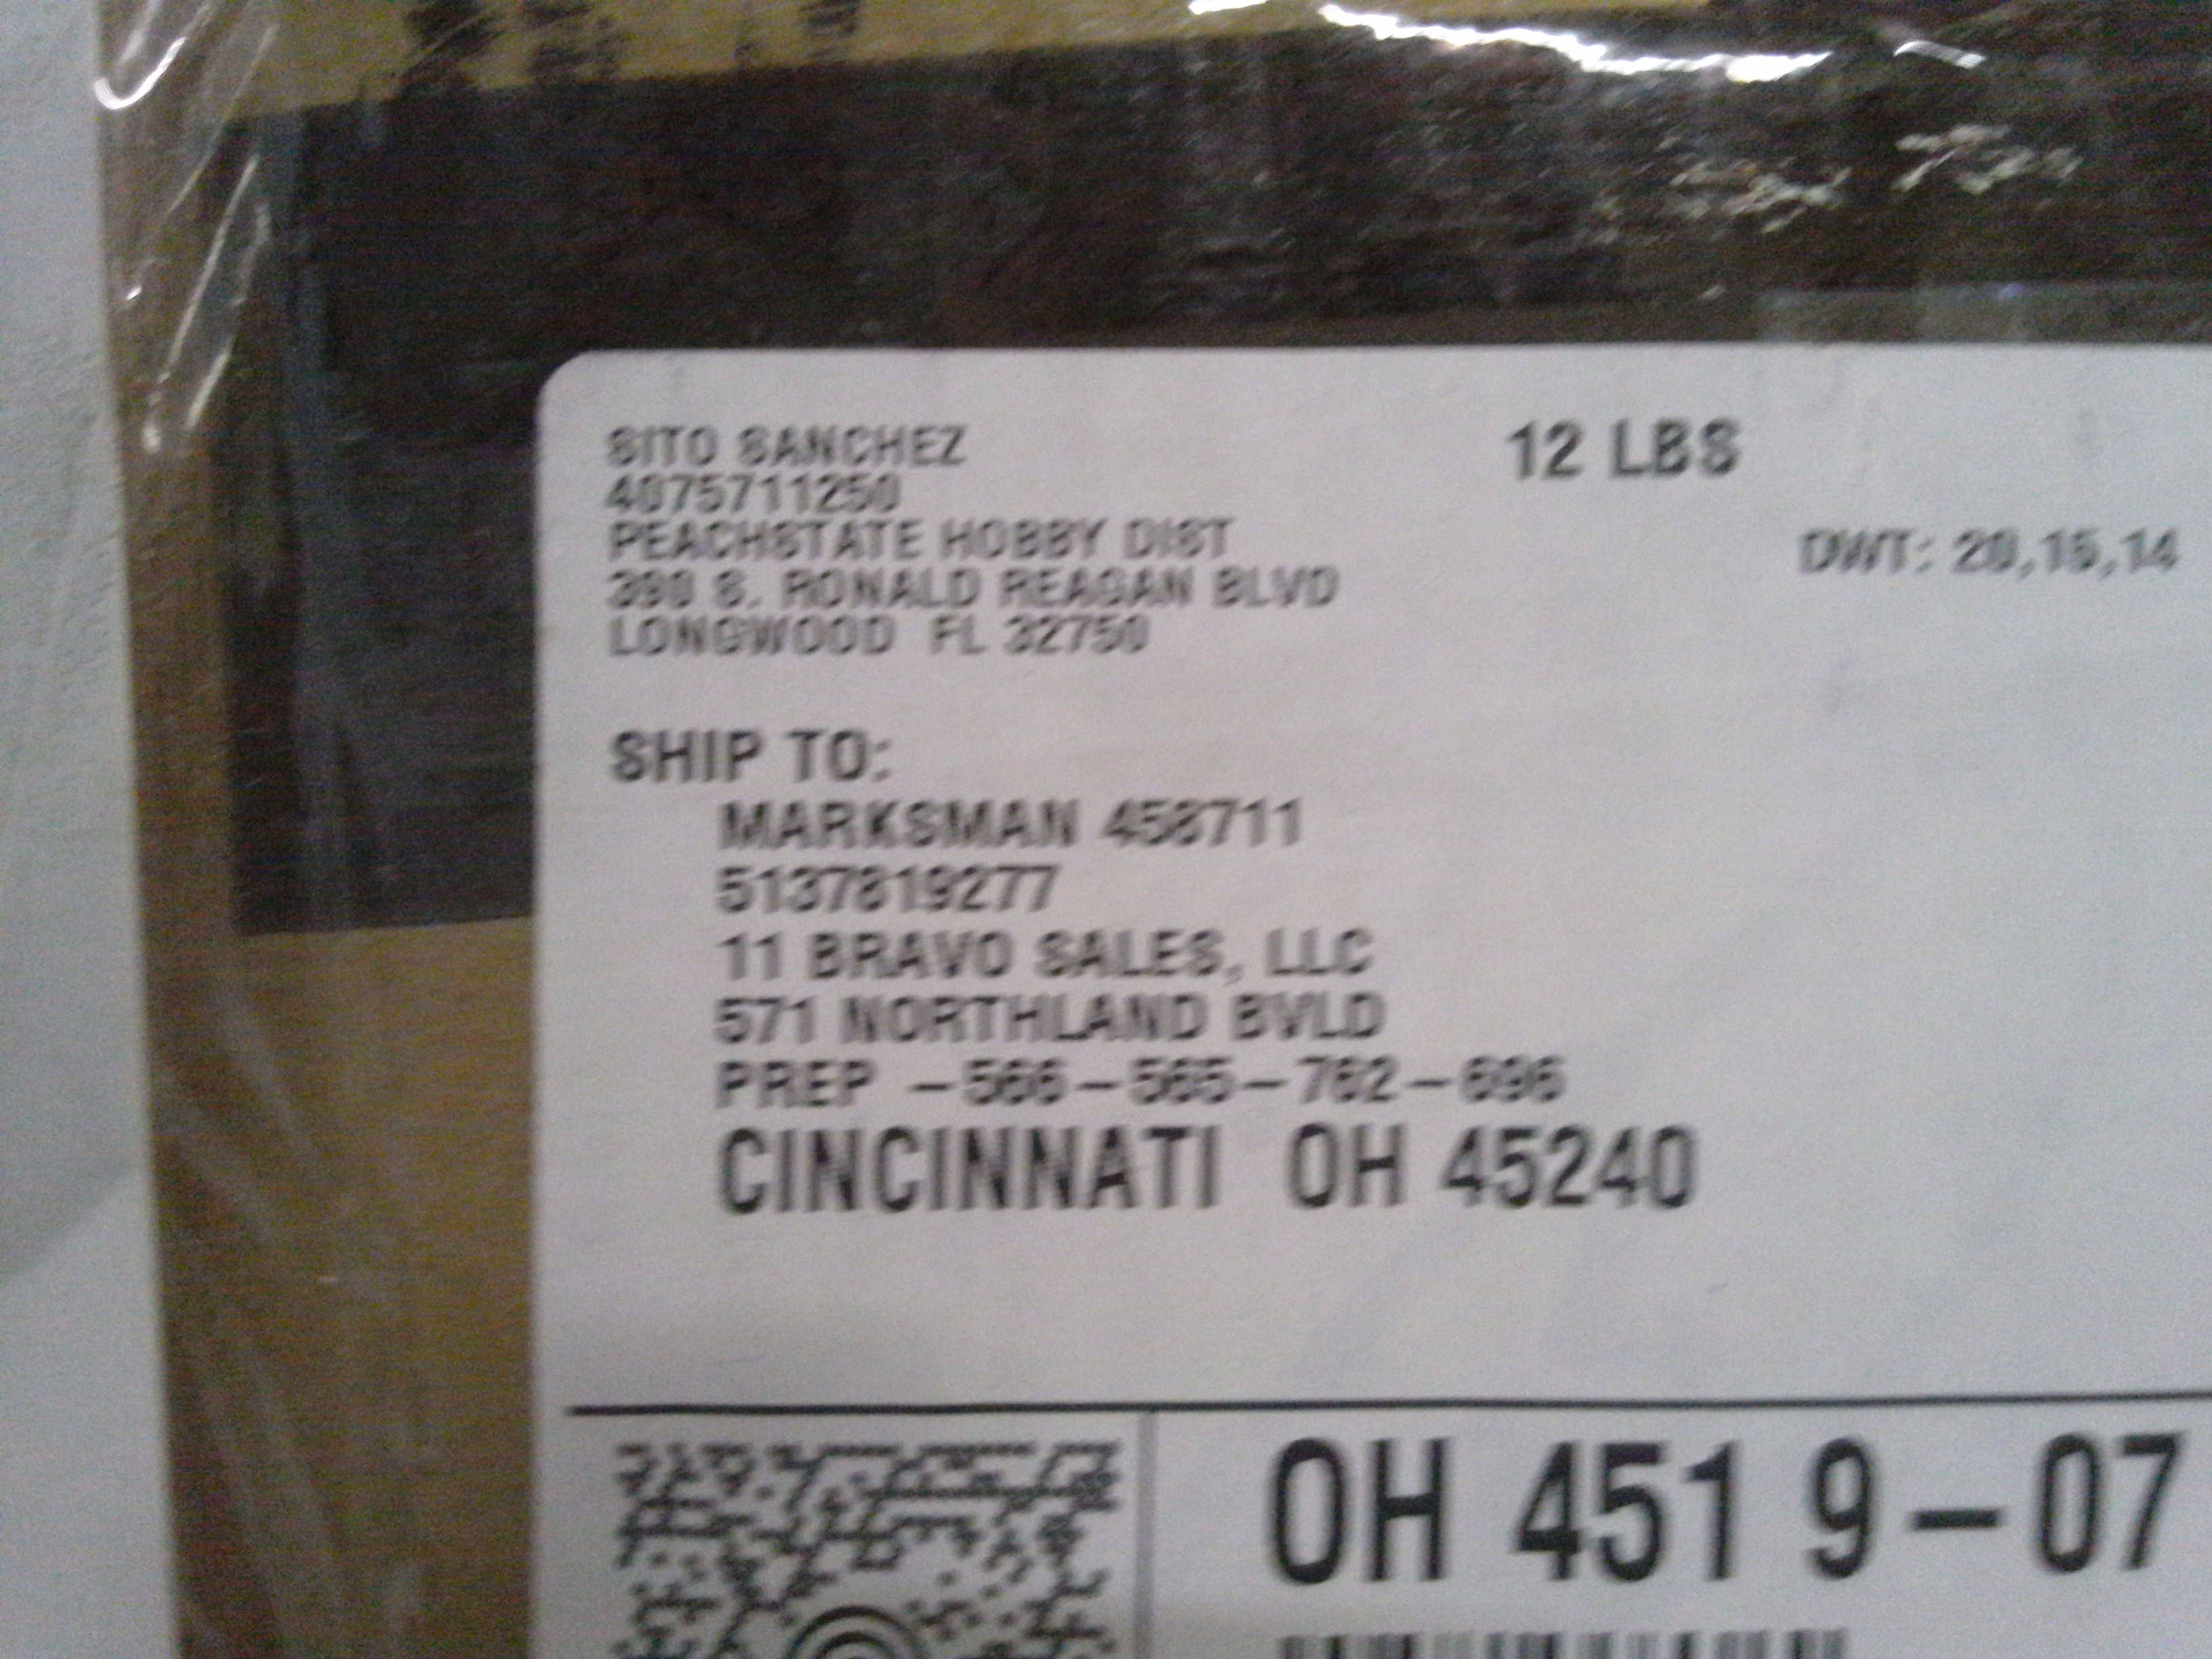 SITO SANCHEZ
4075711250
PEACHSTATE HOBBY DIST
390 S. RONALD REAGAN BLVD
LONGWOOD FL 32750
12 LBS
DWT: 20,15,14
SHIP TO:
MARKSMAN 458711
5137819277
11 BRAVO SALES, LLC
571 NORTHLAND BVLD
PREP -566-565-762-696
CINCINNATI OH 45240
OH 451 9-07